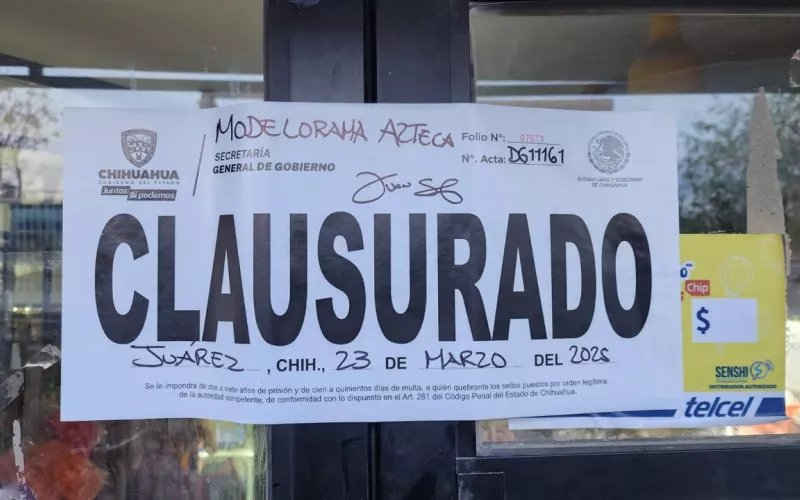 MODELORAMA AZTECA
Folio N°: 07573
CHIHUAHUA
GOBIERNO DEL ESTADO
Juntos Sí podemos
SECRETARÍA
GENERAL DE GOBIERNO
N°. Acta: DG11161
ESTADO LIBRE Y SOBERANO
DE CHIHUAHUA
CLAUSURADO
JUÁREZ, CHIH., 23 DE MARZO DEL 2026
Se le impondrá de dos a siete años de prisión y de cien a quinientos días de multa, a quien quebrante los sellos puestos por orden legítima
de la autoridad competente, de conformidad con lo dispuesto en el Art. 281 del Código Penal del Estado de Chihuahua.
Chip
$
SENSHI
DISTRIBUIDOR AUTORIZADO
telcel